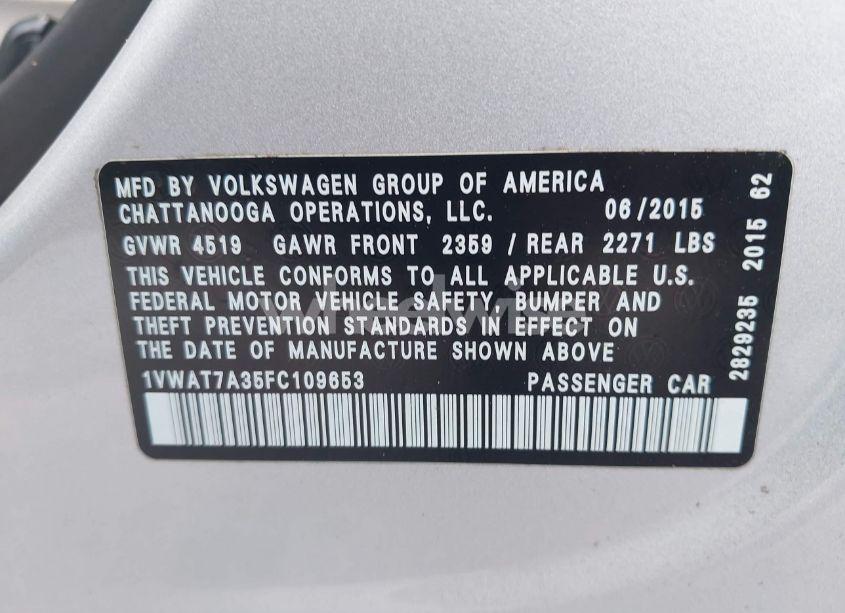 MFD BY VOLKSWAGEN GROUP OF AMERICA
CHATTANOOGA OPERATIONS, LLC. 06/2015
GVWR 4519 GAWR FRONT 2359 / REAR 2271 LBS
THIS VEHICLE CONFORMS TO ALL APPLICABLE U.S.
FEDERAL MOTOR VEHICLE SAFETY, BUMPER AND
THEFT PREVENTION STANDARDS IN EFFECT ON
THE DATE OF MANUFACTURE SHOWN ABOVE
1VWAT7A35FC109653 PASSENGER CAR
2829235 2015 62
wheelwise